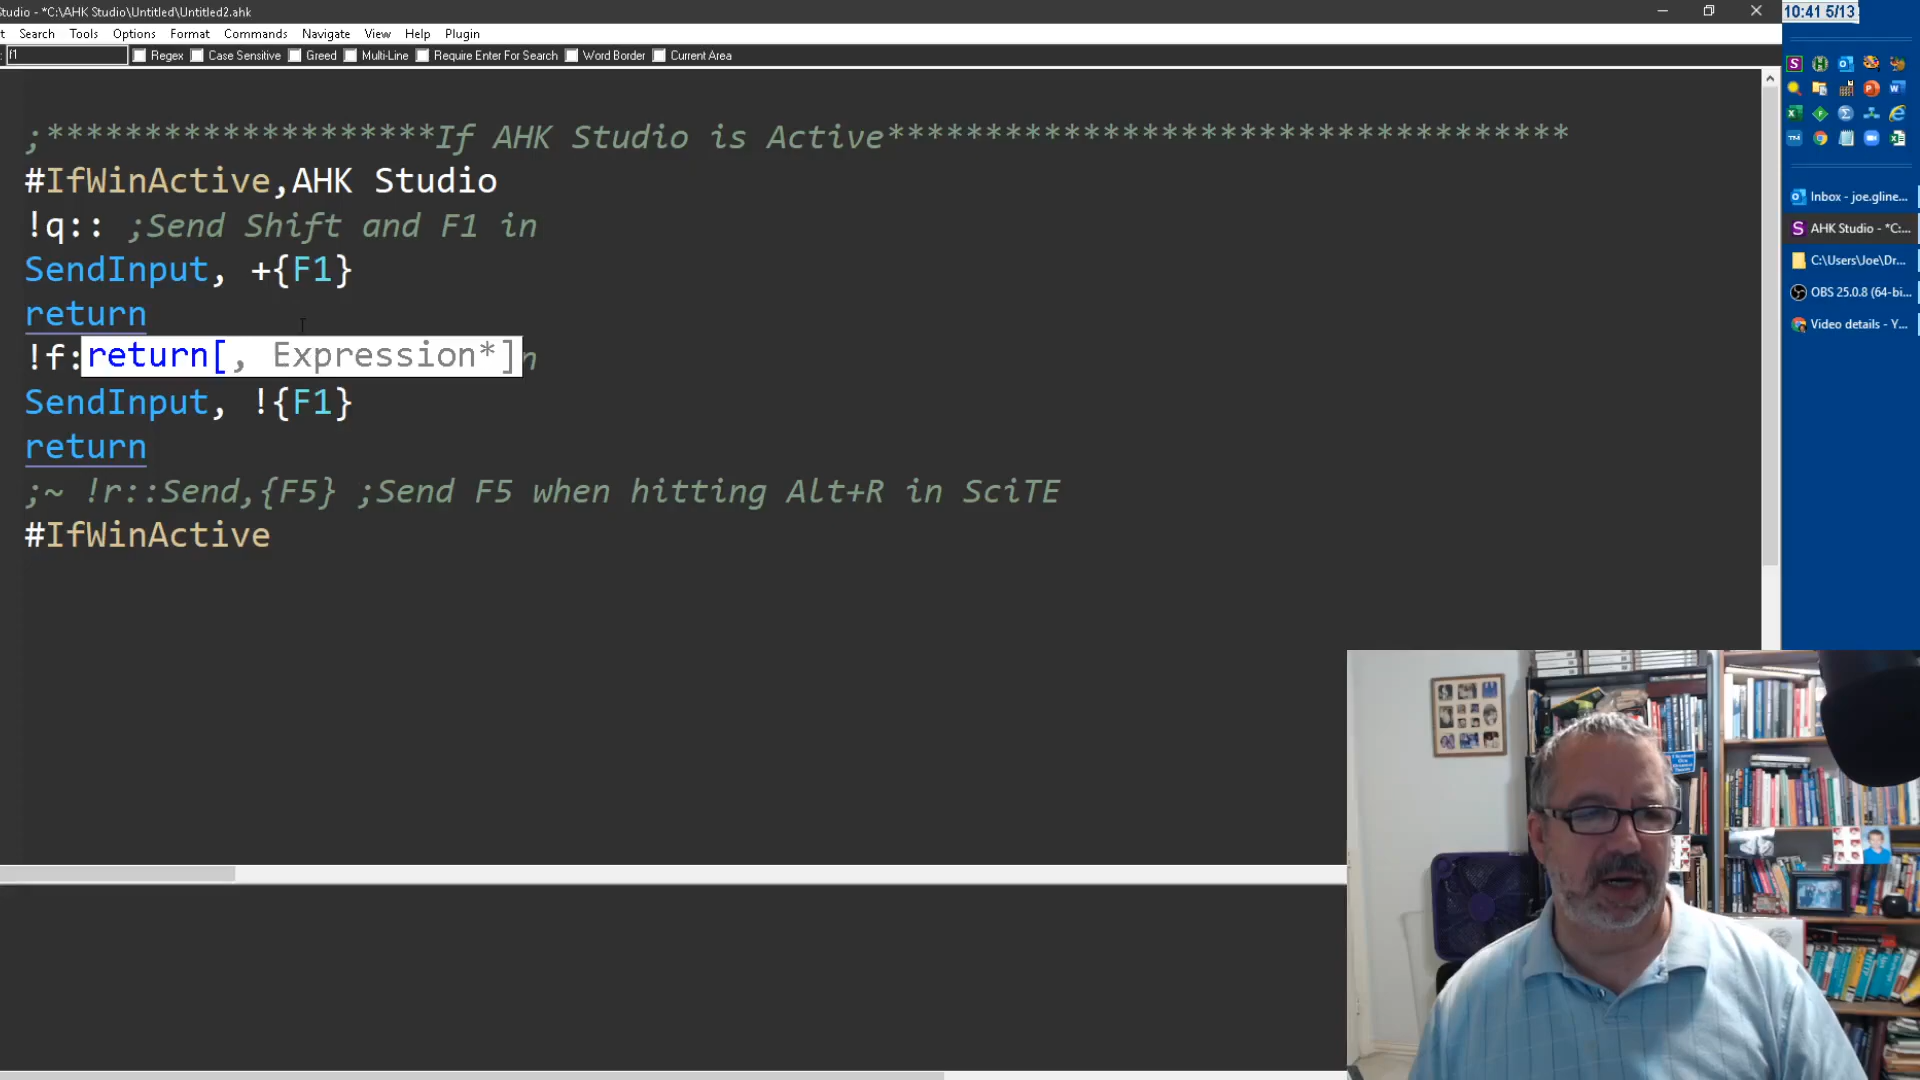 Studio - *C:\AHK Studio\Untitled\Untitled2.ahk
10:41 5/13
t Search Tools Options Format Commands Navigate View Help Plugin
: f1 Regex Case Sensitive Greed Multi-Line Require Enter For Search Word Border Current Area
;********************If AHK Studio is Active***********************************
#IfWinActive,AHK Studio
!q:: ;Send Shift and F1 in
SendInput, +{F1}
return
!f: return[, Expression*] n
SendInput, !{F1}
return
;~ !r::Send,{F5} ;Send F5 when hitting Alt+R in SciTE
#IfWinActive
Inbox - joe.gline...
AHK Studio - *C:...
C:\Users\Joe\Dr...
OBS 25.0.8 (64-bi...
Video details - Y...